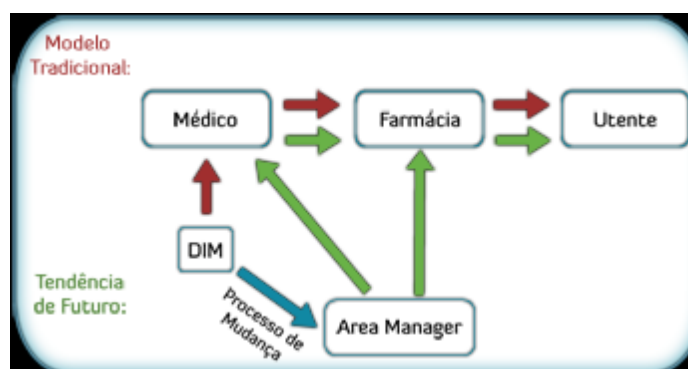 Modelo
Tradicional:
Médico
Farmácia
Utente
DIM
Tendência
de Futuro:
Processo de
Mudança
Area Manager